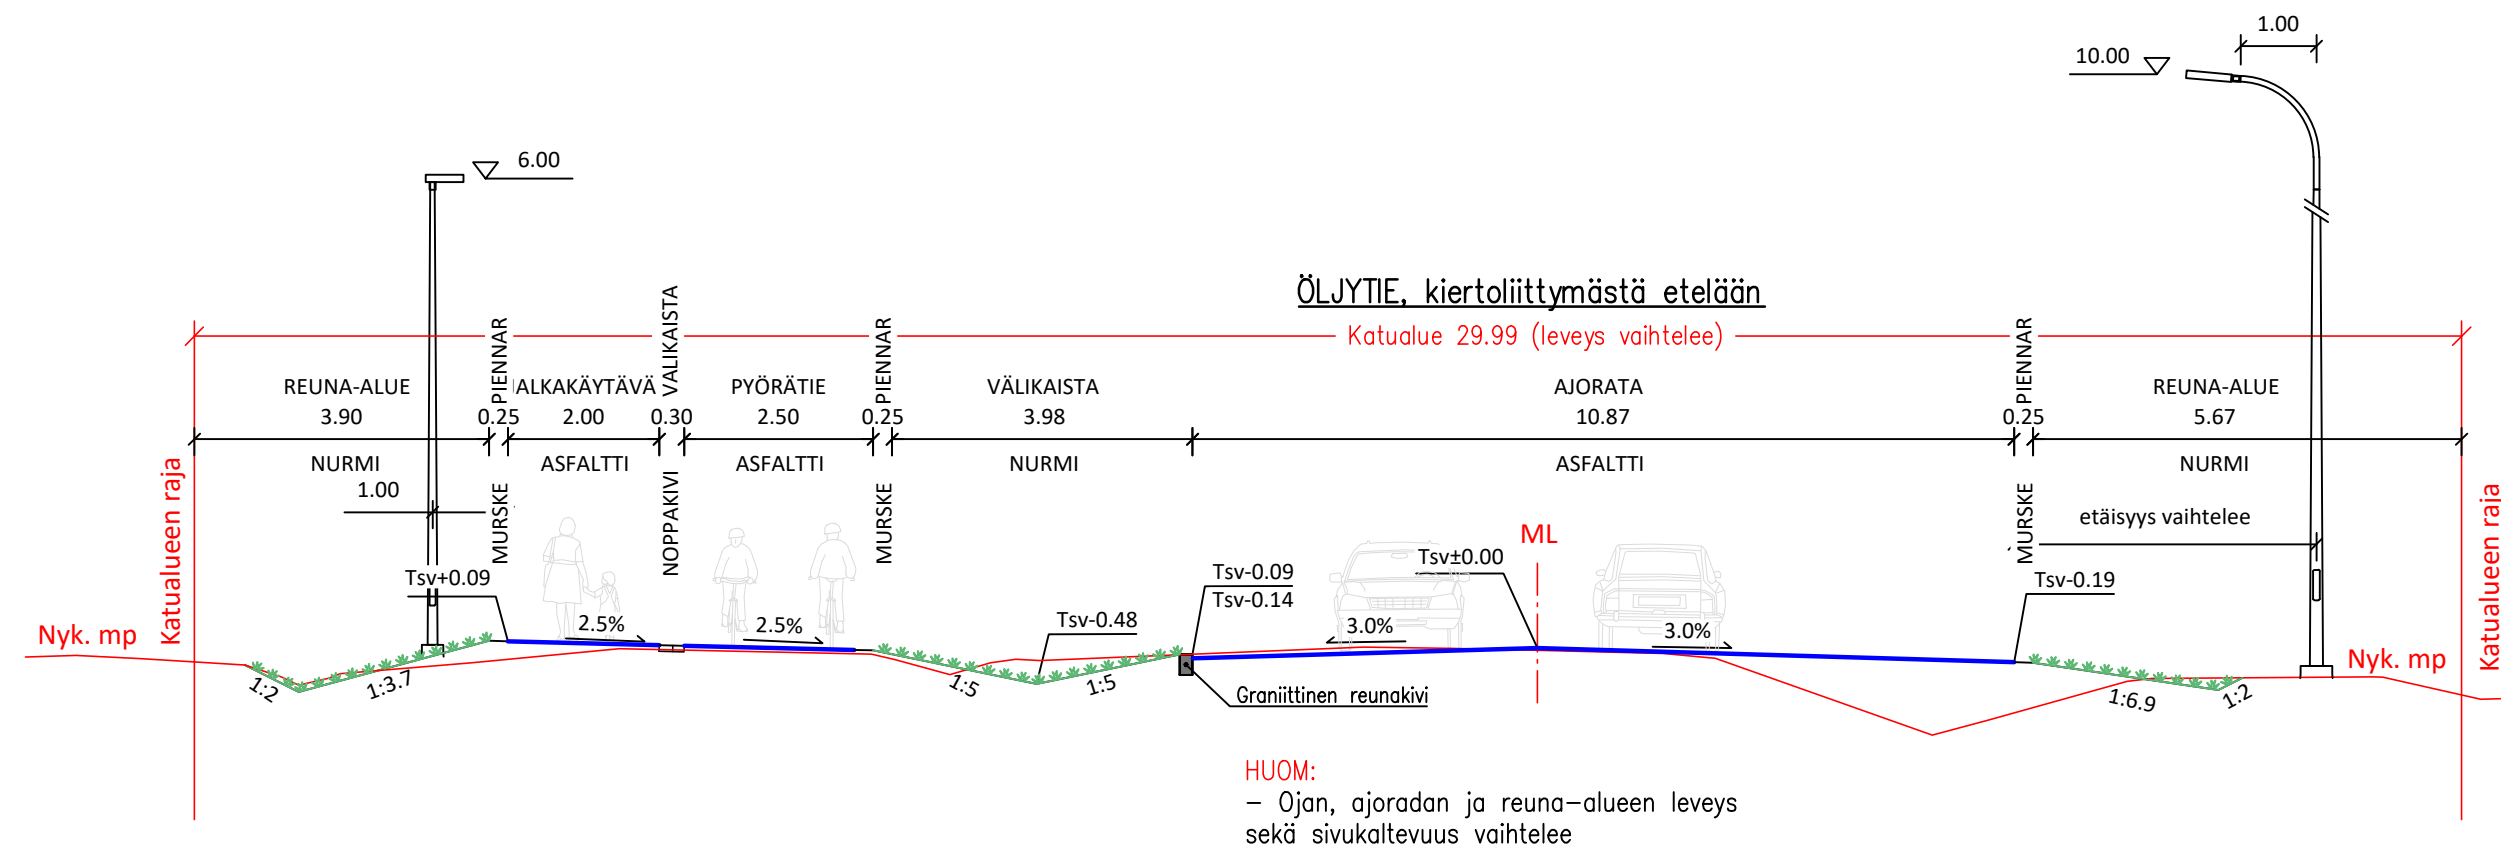 1.00
10.00
6.00
ÖLJYTIE, kiertoliittymästä etelään
Katualue 29.99 (leveys vaihtelee)
REUNA-ALUE
PIENNAR
JALKAKÄYTÄVÄ
VÄLIKAISTA
PYÖRÄTIE
PIENNAR
VÄLIKAISTA
AJORATA
PIENNAR
REUNA-ALUE
3.90
0.25
2.00
0.30
2.50
0.25
3.98
10.87
0.25
5.67
NURMI
MURSKE
ASFALTTI
NOPPAKIVI
ASFALTTI
MURSKE
NURMI
ASFALTTI
MURSKE
NURMI
1.00
etäisyys vaihtelee
Katualueen raja
Katualueen raja
ML
Tsv+0.09
Tsv-0.09
Tsv-0.14
Tsv±0.00
Tsv-0.19
Tsv-0.48
2.5%
2.5%
3.0%
3.0%
Nyk. mp
Nyk. mp
1:2
1:3.7
1:5
1:5
1:6.9
1:2
Graniittinen reunakivi
HUOM:
– Ojan, ajoradan ja reuna–alueen leveys
sekä sivukaltevuus vaihtelee